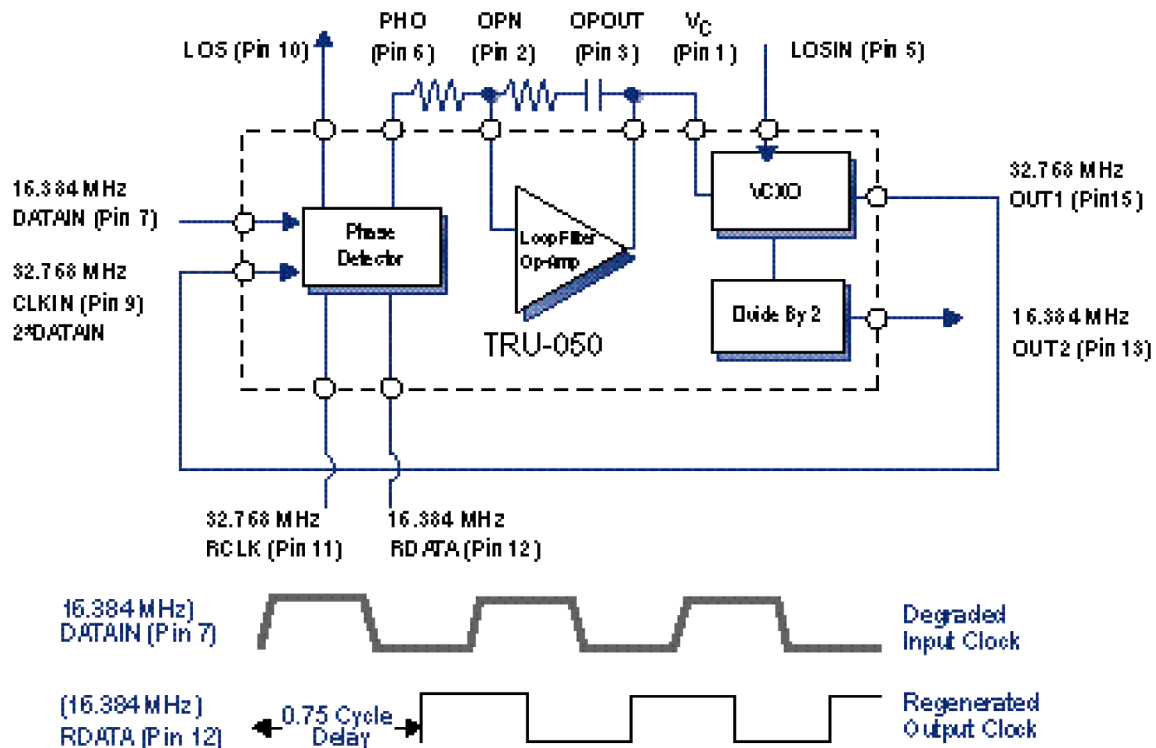 PHO
(Pin 6)
OPN
(Pin 2)
OPOUT
(Pin 3)
VC
(Pin 1)
LOS (Pin 10)
LOSIN (Pin 5)
16.384 MHz
DATAIN (Pin 7)
32.768 MHz
CLKIN (Pin 9)
2*DATAIN
Phase
Detector
Loop Filter
Op-Amp
TRU-050
VCXO
Divide By 2
32.768 MHz
OUT1 (Pin15)
16.384 MHz
OUT2 (Pin 13)
32.768 MHz
RCLK (Pin 11)
16.384 MHz
RDATA (Pin 12)
16.384 MHz)
DATAIN (Pin 7)
Degraded
Input Clock
(16.384 MHz)
RDATA (Pin 12)
0.75 Cycle
Delay
Regenerated
Output Clock